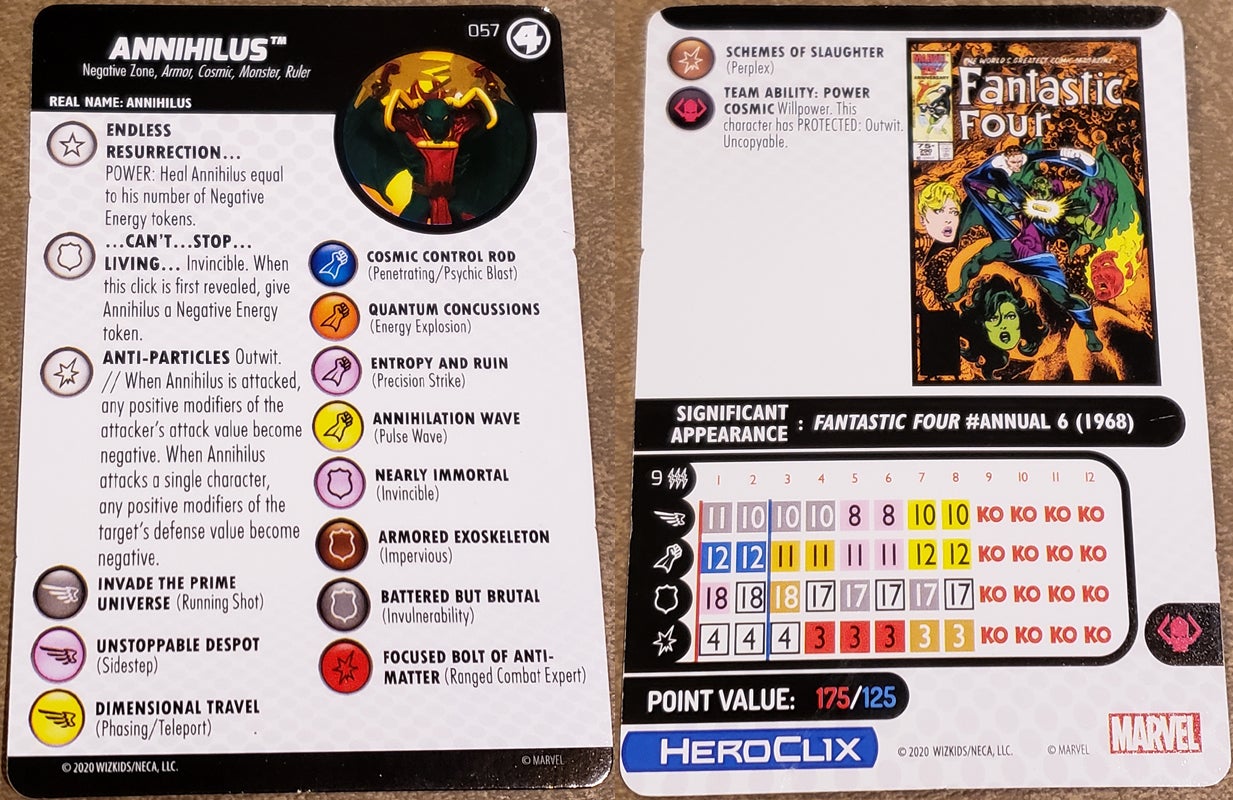 ANNIHILUS™
057
4
Negative Zone, Armor, Cosmic, Monster, Ruler
REAL NAME: ANNIHILUS
ENDLESS
RESURRECTION...
POWER: Heal Annihilus equal
to his number of Negative
Energy tokens.
...CAN'T...STOP...
LIVING... Invincible. When
this click is first revealed, give
Annihilus a Negative Energy
token.
ANTI-PARTICLES Outwit.
// When Annihilus is attacked,
any positive modifiers of the
attacker's attack value become
negative. When Annihilus
attacks a single character,
any positive modifiers of the
target's defense value become
negative.
INVADE THE PRIME
UNIVERSE (Running Shot)
UNSTOPPABLE DESPOT
(Sidestep)
DIMENSIONAL TRAVEL
(Phasing/Teleport)
COSMIC CONTROL ROD
(Penetrating/Psychic Blast)
QUANTUM CONCUSSIONS
(Energy Explosion)
ENTROPY AND RUIN
(Precision Strike)
ANNIHILATION WAVE
(Pulse Wave)
NEARLY IMMORTAL
(Invincible)
ARMORED EXOSKELETON
(Impervious)
BATTERED BUT BRUTAL
(Invulnerability)
FOCUSED BOLT OF ANTI-
MATTER (Ranged Combat Expert)
© 2020 WIZKIDS/NECA, LLC.
© MARVEL
SCHEMES OF SLAUGHTER
(Perplex)
TEAM ABILITY: POWER
COSMIC Willpower. This
character has PROTECTED: Outwit.
Uncopyable.
THE WORLD'S GREATEST COMIC MAGAZINE!
Fantastic
Four
75¢
290
SIGNIFICANT
APPEARANCE : FANTASTIC FOUR #ANNUAL 6 (1968)
9 1 2 3 4 5 6 7 8 9 10 11 12
11 10 10 10 8 8 10 10 KO KO KO KO
12 12 11 11 11 11 12 12 KO KO KO KO
18 18 18 17 17 17 17 17 KO KO KO KO
4 4 4 3 3 3 3 3 KO KO KO KO
POINT VALUE: 175/125
HEROCLIX
© 2020 WIZKIDS/NECA, LLC.
© MARVEL
MARVEL